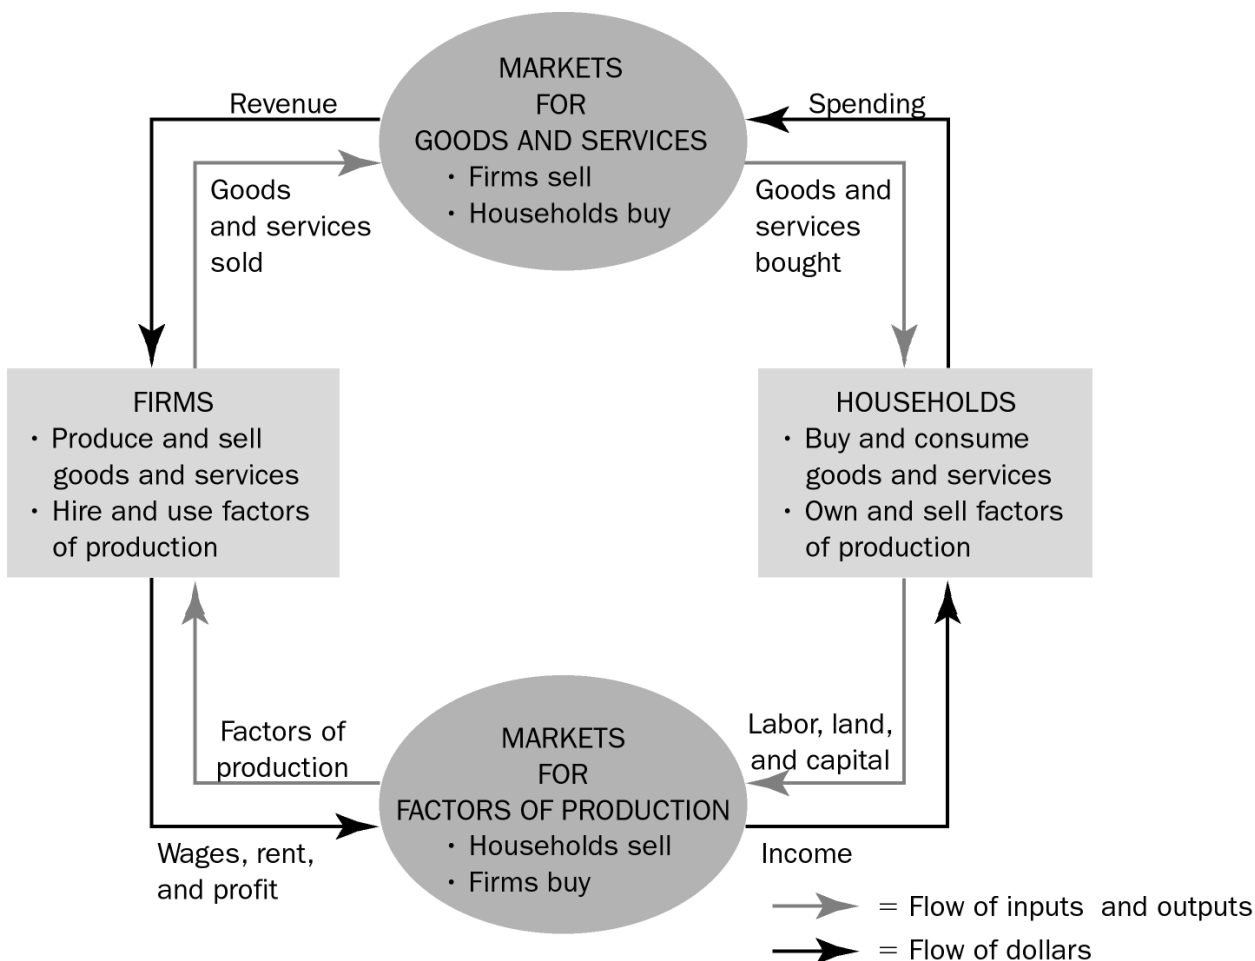 MARKETS
FOR
GOODS AND SERVICES
• Firms sell
• Households buy
Revenue
Spending
Goods
and services
sold
Goods and
services
bought
FIRMS
• Produce and sell
goods and services
• Hire and use factors
of production
HOUSEHOLDS
• Buy and consume
goods and services
• Own and sell factors
of production
Factors of
production
Labor, land,
and capital
MARKETS
FOR
FACTORS OF PRODUCTION
• Households sell
• Firms buy
Wages, rent,
and profit
Income
= Flow of inputs and outputs
= Flow of dollars